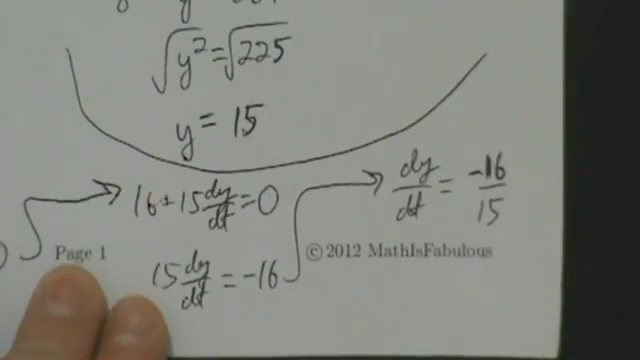 √y² = √225
y = 15
16 + 15 dy/dt = 0
15 dy/dt = -16
dy/dt = -16/15
Page 1
©2012 MathIsFabulous